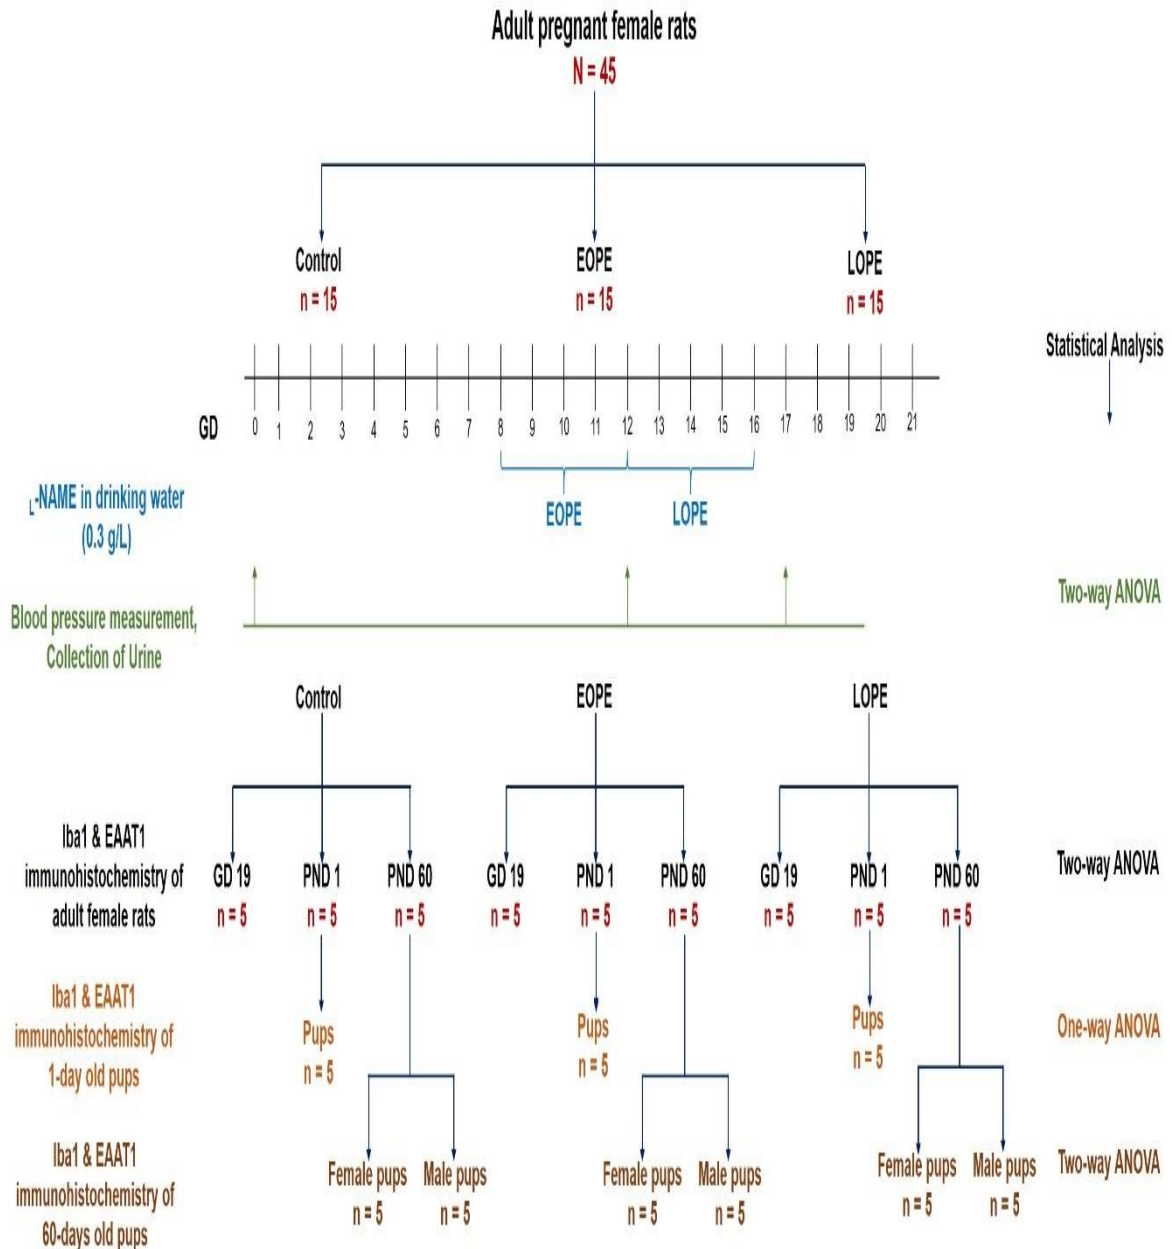 Adult pregnant female rats
N = 45
Control
n = 15
EOPE
n = 15
LOPE
n = 15
Statistical Analysis
GD
0 1 2 3 4 5 6 7 8 9 10 11 12 13 14 15 16 17 18 19 20 21
L-NAME in drinking water
(0.3 g/L)
EOPE
LOPE
Blood pressure measurement,
Collection of Urine
Two-way ANOVA
Control
EOPE
LOPE
Iba1 & EAAT1
immunohistochemistry of
adult female rats
GD 19
n = 5
PND 1
n = 5
PND 60
n = 5
GD 19
n = 5
PND 1
n = 5
PND 60
n = 5
GD 19
n = 5
PND 1
n = 5
PND 60
n = 5
Two-way ANOVA
Iba1 & EAAT1
immunohistochemistry of
1-day old pups
Pups
n = 5
Pups
n = 5
Pups
n = 5
One-way ANOVA
Iba1 & EAAT1
immunohistochemistry of
60-days old pups
Female pups
n = 5
Male pups
n = 5
Female pups
n = 5
Male pups
n = 5
Female pups
n = 5
Male pups
n = 5
Two-way ANOVA